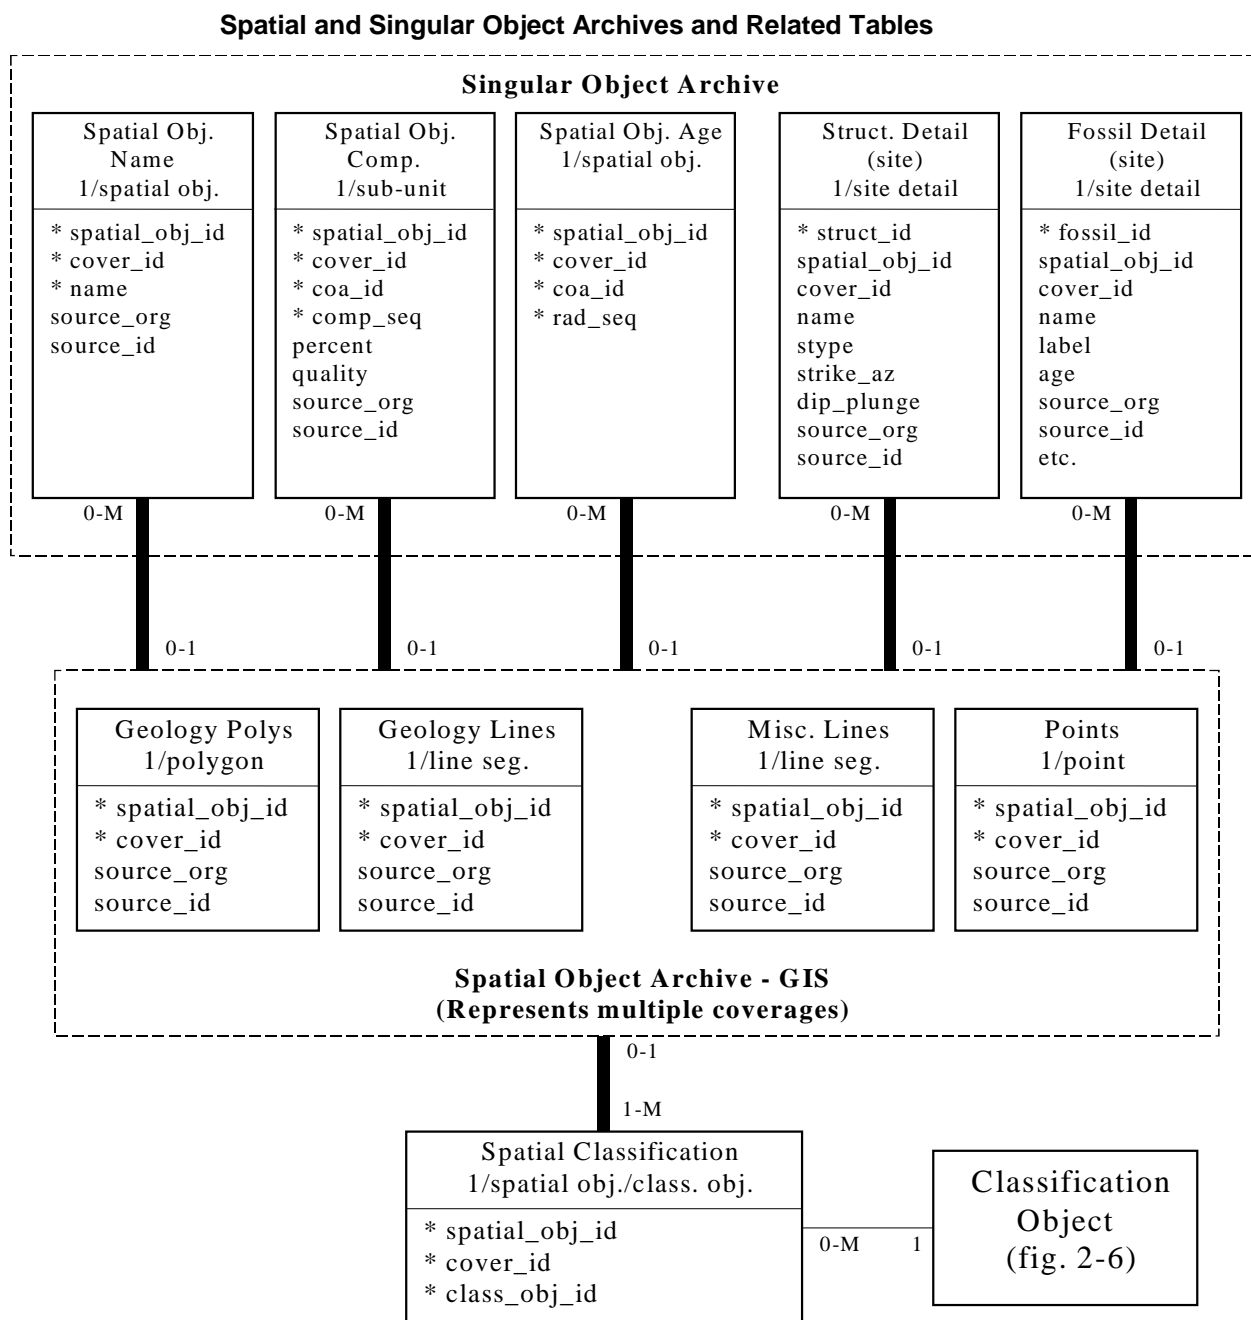 Spatial and Singular Object Archives and Related Tables
Singular Object Archive
Spatial Obj.
Name
1/spatial obj.
* spatial_obj_id
* cover_id
* name
source_org
source_id
Spatial Obj.
Comp.
1/sub-unit
* spatial_obj_id
* cover_id
* coa_id
* comp_seq
percent
quality
source_org
source_id
Spatial Obj. Age
1/spatial obj.
* spatial_obj_id
* cover_id
* coa_id
* rad_seq
Struct. Detail
(site)
1/site detail
* struct_id
spatial_obj_id
cover_id
name
stype
strike_az
dip_plunge
source_org
source_id
Fossil Detail
(site)
1/site detail
* fossil_id
spatial_obj_id
cover_id
name
label
age
source_org
source_id
etc.
0-M
0-M
0-M
0-M
0-M
0-1
0-1
0-1
0-1
0-1
Geology Polys
1/polygon
* spatial_obj_id
* cover_id
source_org
source_id
Geology Lines
1/line seg.
* spatial_obj_id
* cover_id
source_org
source_id
Misc. Lines
1/line seg.
* spatial_obj_id
* cover_id
source_org
source_id
Points
1/point
* spatial_obj_id
* cover_id
source_org
source_id
Spatial Object Archive - GIS
(Represents multiple coverages)
0-1
1-M
Spatial Classification
1/spatial obj./class. obj.
* spatial_obj_id
* cover_id
* class_obj_id
0-M
1
Classification
Object
(fig. 2-6)